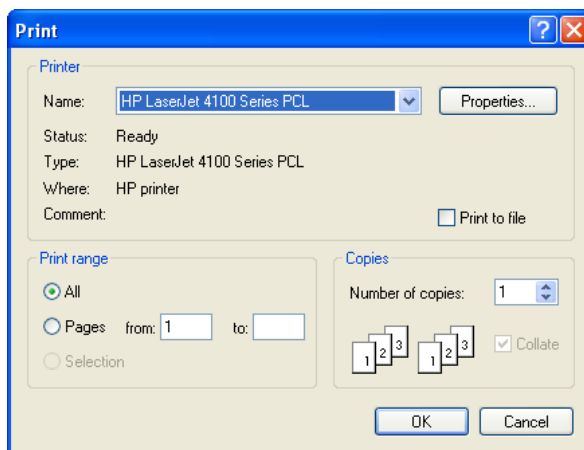 Print
Printer
Name: HP LaserJet 4100 Series PCL Properties...
Status: Ready
Type: HP LaserJet 4100 Series PCL
Where: HP printer
Comment: Print to file
Print range
All
Pages from: 1 to:
Selection
Copies
Number of copies: 1
1 2 3 1 2 3 Collate
OK Cancel